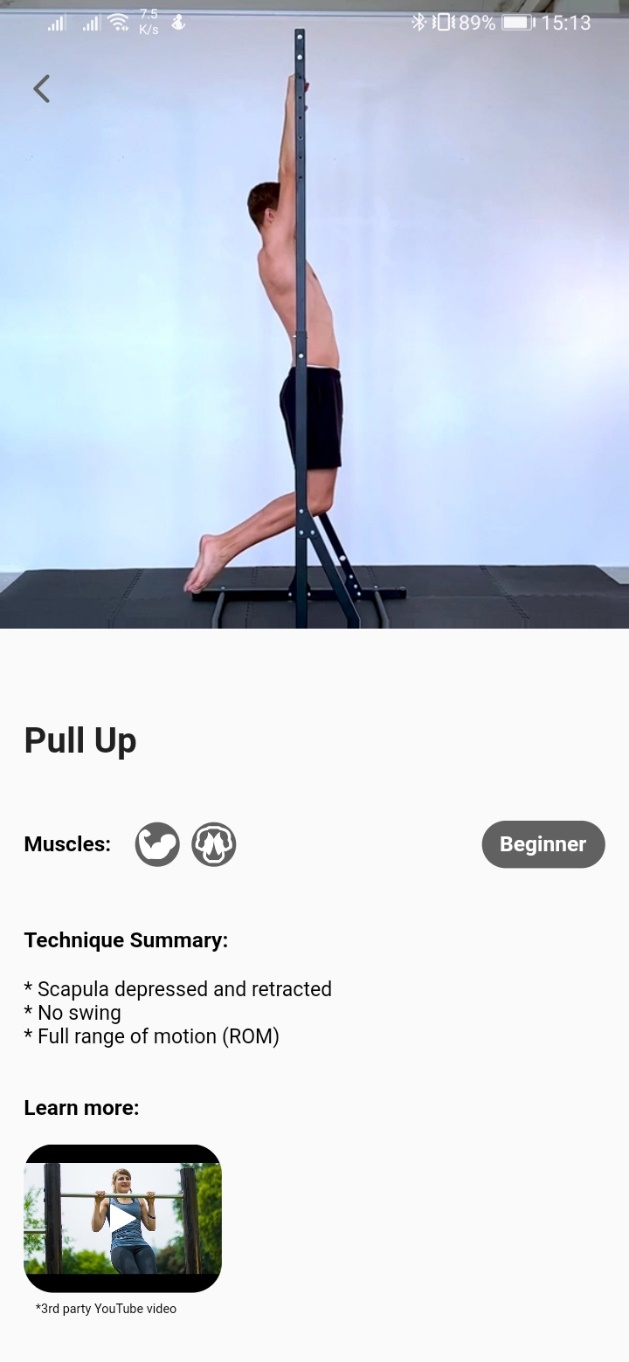 7.5
K/s
89%
15:13
Pull Up
Muscles:
Beginner
Technique Summary:
* Scapula depressed and retracted
* No swing
* Full range of motion (ROM)
Learn more:
*3rd party YouTube video